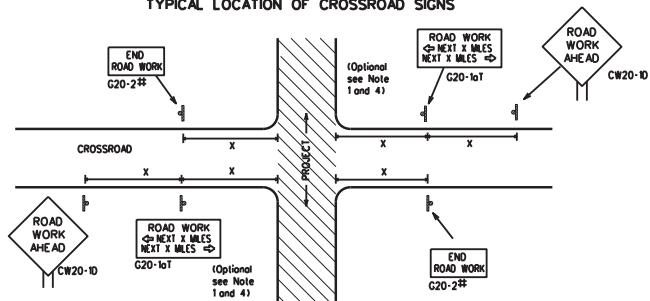 TYPICAL LOCATION OF CROSSROAD SIGNS
END
ROAD WORK
G20-2#
(Optional
see Note
1 and 4)
ROAD WORK
⇦ NEXT X MILES
NEXT X MILES ⇨
G20-1aT
ROAD
WORK
AHEAD
CW20-1D
X
X
X
CROSSROAD
PROJECT
X
X
X
ROAD
WORK
AHEAD
CW20-1D
ROAD WORK
⇦ NEXT X MILES
NEXT X MILES ⇨
G20-1aT
(Optional
see Note
1 and 4)
END
ROAD WORK
G20-2#